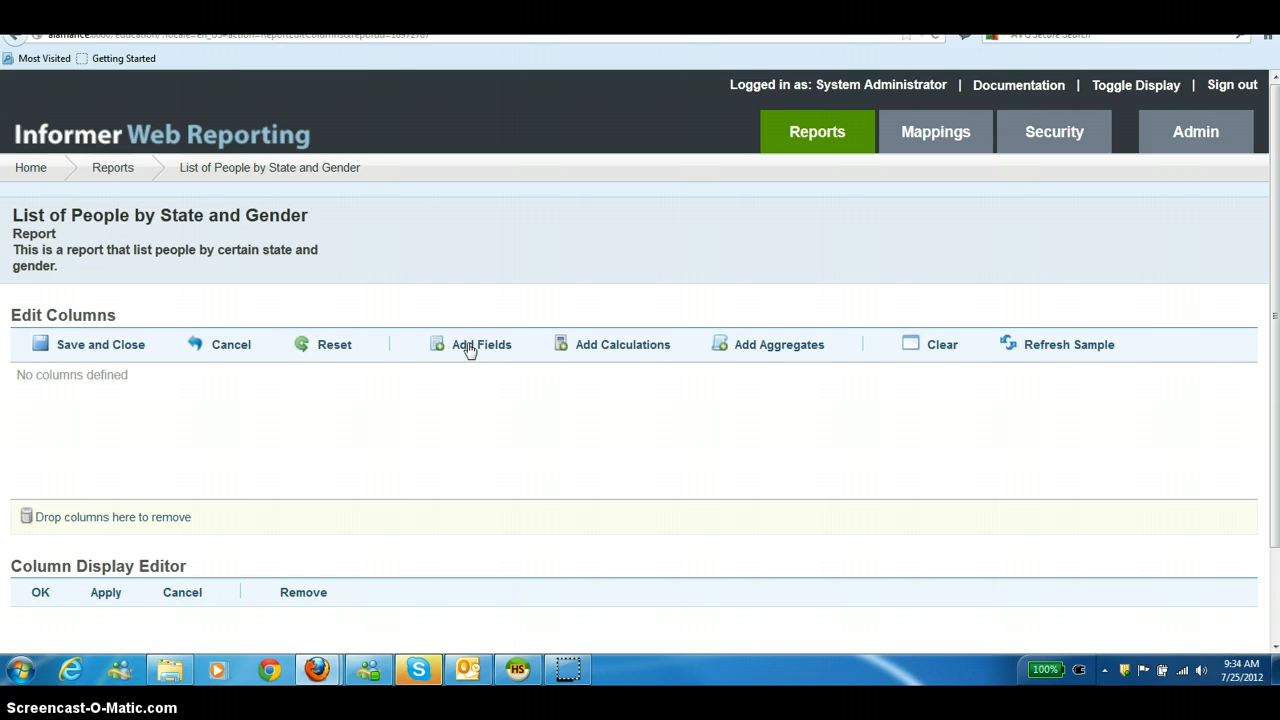 Most Visited Getting Started
Logged in as: System Administrator | Documentation | Toggle Display | Sign out
Informer Web Reporting
Reports Mappings Security Admin
Home Reports List of People by State and Gender
List of People by State and Gender
Report
This is a report that list people by certain state and
gender.
Edit Columns
Save and Close Cancel Reset Add Fields Add Calculations Add Aggregates Clear Refresh Sample
No columns defined
Drop columns here to remove
Column Display Editor
OK Apply Cancel Remove
100% 9:34 AM
7/25/2012
Screencast-O-Matic.com